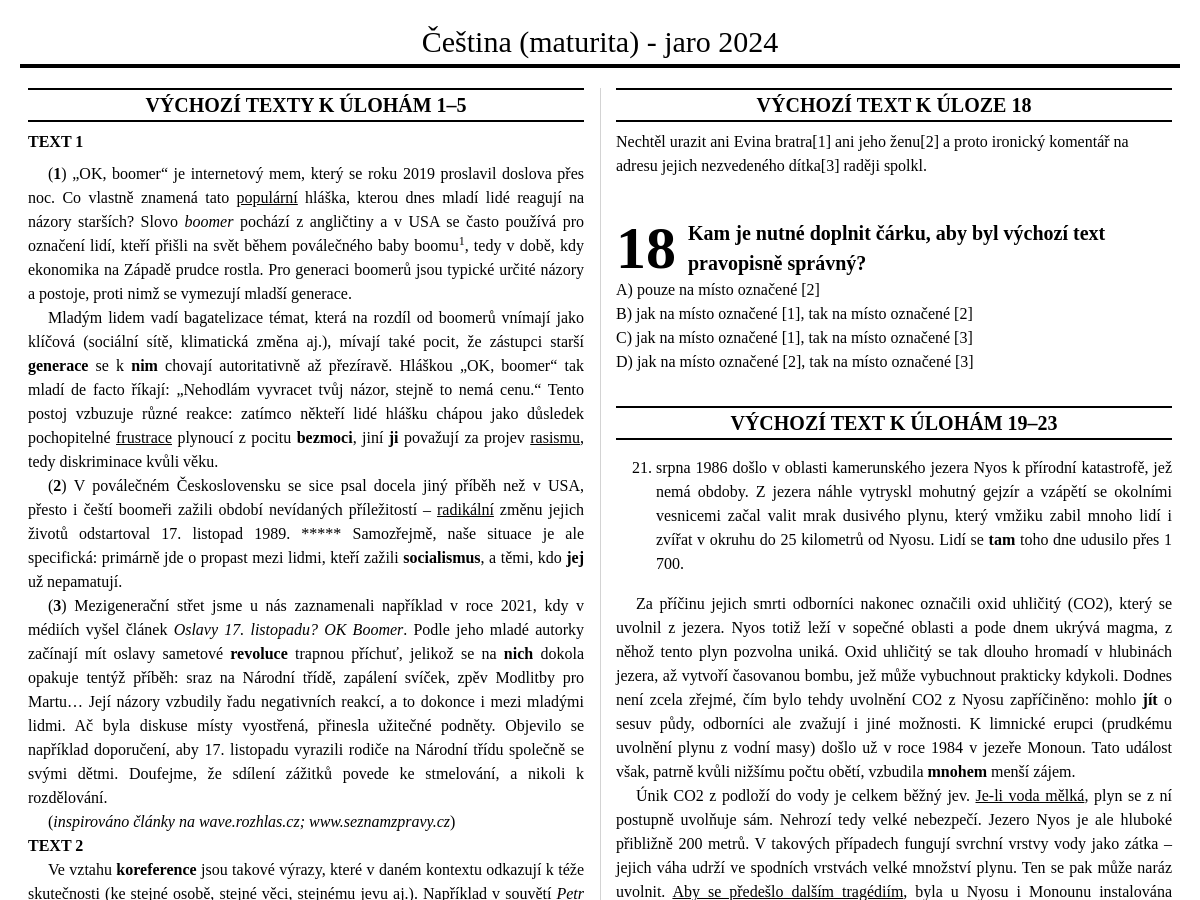 Čeština (maturita) - jaro 2024
VÝCHOZÍ TEXTY K ÚLOHÁM 1–5
TEXT 1
(1) „OK, boomer“ je internetový mem, který se roku 2019 proslavil doslova přes
noc. Co vlastně znamená tato populární hláška, kterou dnes mladí lidé reagují na
názory starších? Slovo boomer pochází z angličtiny a v USA se často používá pro
označení lidí, kteří přišli na svět během poválečného baby boomu¹, tedy v době, kdy
ekonomika na Západě prudce rostla. Pro generaci boomerů jsou typické určité názory
a postoje, proti nimž se vymezují mladší generace.
Mladým lidem vadí bagatelizace témat, která na rozdíl od boomerů vnímají jako
klíčová (sociální sítě, klimatická změna aj.), mívají také pocit, že zástupci starší
generace se k nim chovají autoritativně až přezíravě. Hláškou „OK, boomer“ tak
mladí de facto říkají: „Nehodlám vyvracet tvůj názor, stejně to nemá cenu.“ Tento
postoj vzbuzuje různé reakce: zatímco někteří lidé hlášku chápou jako důsledek
pochopitelné frustrace plynoucí z pocitu bezmoci, jiní ji považují za projev rasismu,
tedy diskriminace kvůli věku.
(2) V poválečném Československu se sice psal docela jiný příběh než v USA,
přesto i čeští boomeři zažili období nevídaných příležitostí – radikální změnu jejich
životů odstartoval 17. listopad 1989. ***** Samozřejmě, naše situace je ale
specifická: primárně jde o propast mezi lidmi, kteří zažili socialismus, a těmi, kdo jej
už nepamatují.
(3) Mezigenerační střet jsme u nás zaznamenali například v roce 2021, kdy v
médiích vyšel článek Oslavy 17. listopadu? OK Boomer. Podle jeho mladé autorky
začínají mít oslavy sametové revoluce trapnou příchuť, jelikož se na nich dokola
opakuje tentýž příběh: sraz na Národní třídě, zapálení svíček, zpěv Modlitby pro
Martu… Její názory vzbudily řadu negativních reakcí, a to dokonce i mezi mladými
lidmi. Ač byla diskuse místy vyostřená, přinesla užitečné podněty. Objevilo se
například doporučení, aby 17. listopadu vyrazili rodiče na Národní třídu společně se
svými dětmi. Doufejme, že sdílení zážitků povede ke stmelování, a nikoli k
rozdělování.
(inspirováno články na wave.rozhlas.cz; www.seznamzpravy.cz)
TEXT 2
Ve vztahu koreference jsou takové výrazy, které v daném kontextu odkazují k téže
skutečnosti (ke stejné osobě, stejné věci, stejnému jevu aj.). Například v souvětí Petr
VÝCHOZÍ TEXT K ÚLOZE 18
Nechtěl urazit ani Evina bratra[1] ani jeho ženu[2] a proto ironický komentář na
adresu jejich nezvedeného dítka[3] raději spolkl.
18 Kam je nutné doplnit čárku, aby byl výchozí text
pravopisně správný?
A) pouze na místo označené [2]
B) jak na místo označené [1], tak na místo označené [2]
C) jak na místo označené [1], tak na místo označené [3]
D) jak na místo označené [2], tak na místo označené [3]
VÝCHOZÍ TEXT K ÚLOHÁM 19–23
21. srpna 1986 došlo v oblasti kamerunského jezera Nyos k přírodní katastrofě, jež
nemá obdoby. Z jezera náhle vytryskl mohutný gejzír a vzápětí se okolními
vesnicemi začal valit mrak dusivého plynu, který vmžiku zabil mnoho lidí i
zvířat v okruhu do 25 kilometrů od Nyosu. Lidí se tam toho dne udusilo přes 1
700.
Za příčinu jejich smrti odborníci nakonec označili oxid uhličitý (CO2), který se
uvolnil z jezera. Nyos totiž leží v sopečné oblasti a pode dnem ukrývá magma, z
něhož tento plyn pozvolna uniká. Oxid uhličitý se tak dlouho hromadí v hlubinách
jezera, až vytvoří časovanou bombu, jež může vybuchnout prakticky kdykoli. Dodnes
není zcela zřejmé, čím bylo tehdy uvolnění CO2 z Nyosu zapříčiněno: mohlo jít o
sesuv půdy, odborníci ale zvažují i jiné možnosti. K limnické erupci (prudkému
uvolnění plynu z vodní masy) došlo už v roce 1984 v jezeře Monoun. Tato událost
však, patrně kvůli nižšímu počtu obětí, vzbudila mnohem menší zájem.
Únik CO2 z podloží do vody je celkem běžný jev. Je-li voda mělká, plyn se z ní
postupně uvolňuje sám. Nehrozí tedy velké nebezpečí. Jezero Nyos je ale hluboké
přibližně 200 metrů. V takových případech fungují svrchní vrstvy vody jako zátka –
jejich váha udrží ve spodních vrstvách velké množství plynu. Ten se pak může naráz
uvolnit. Aby se předešlo dalším tragédiím, byla u Nyosu i Monounu instalována